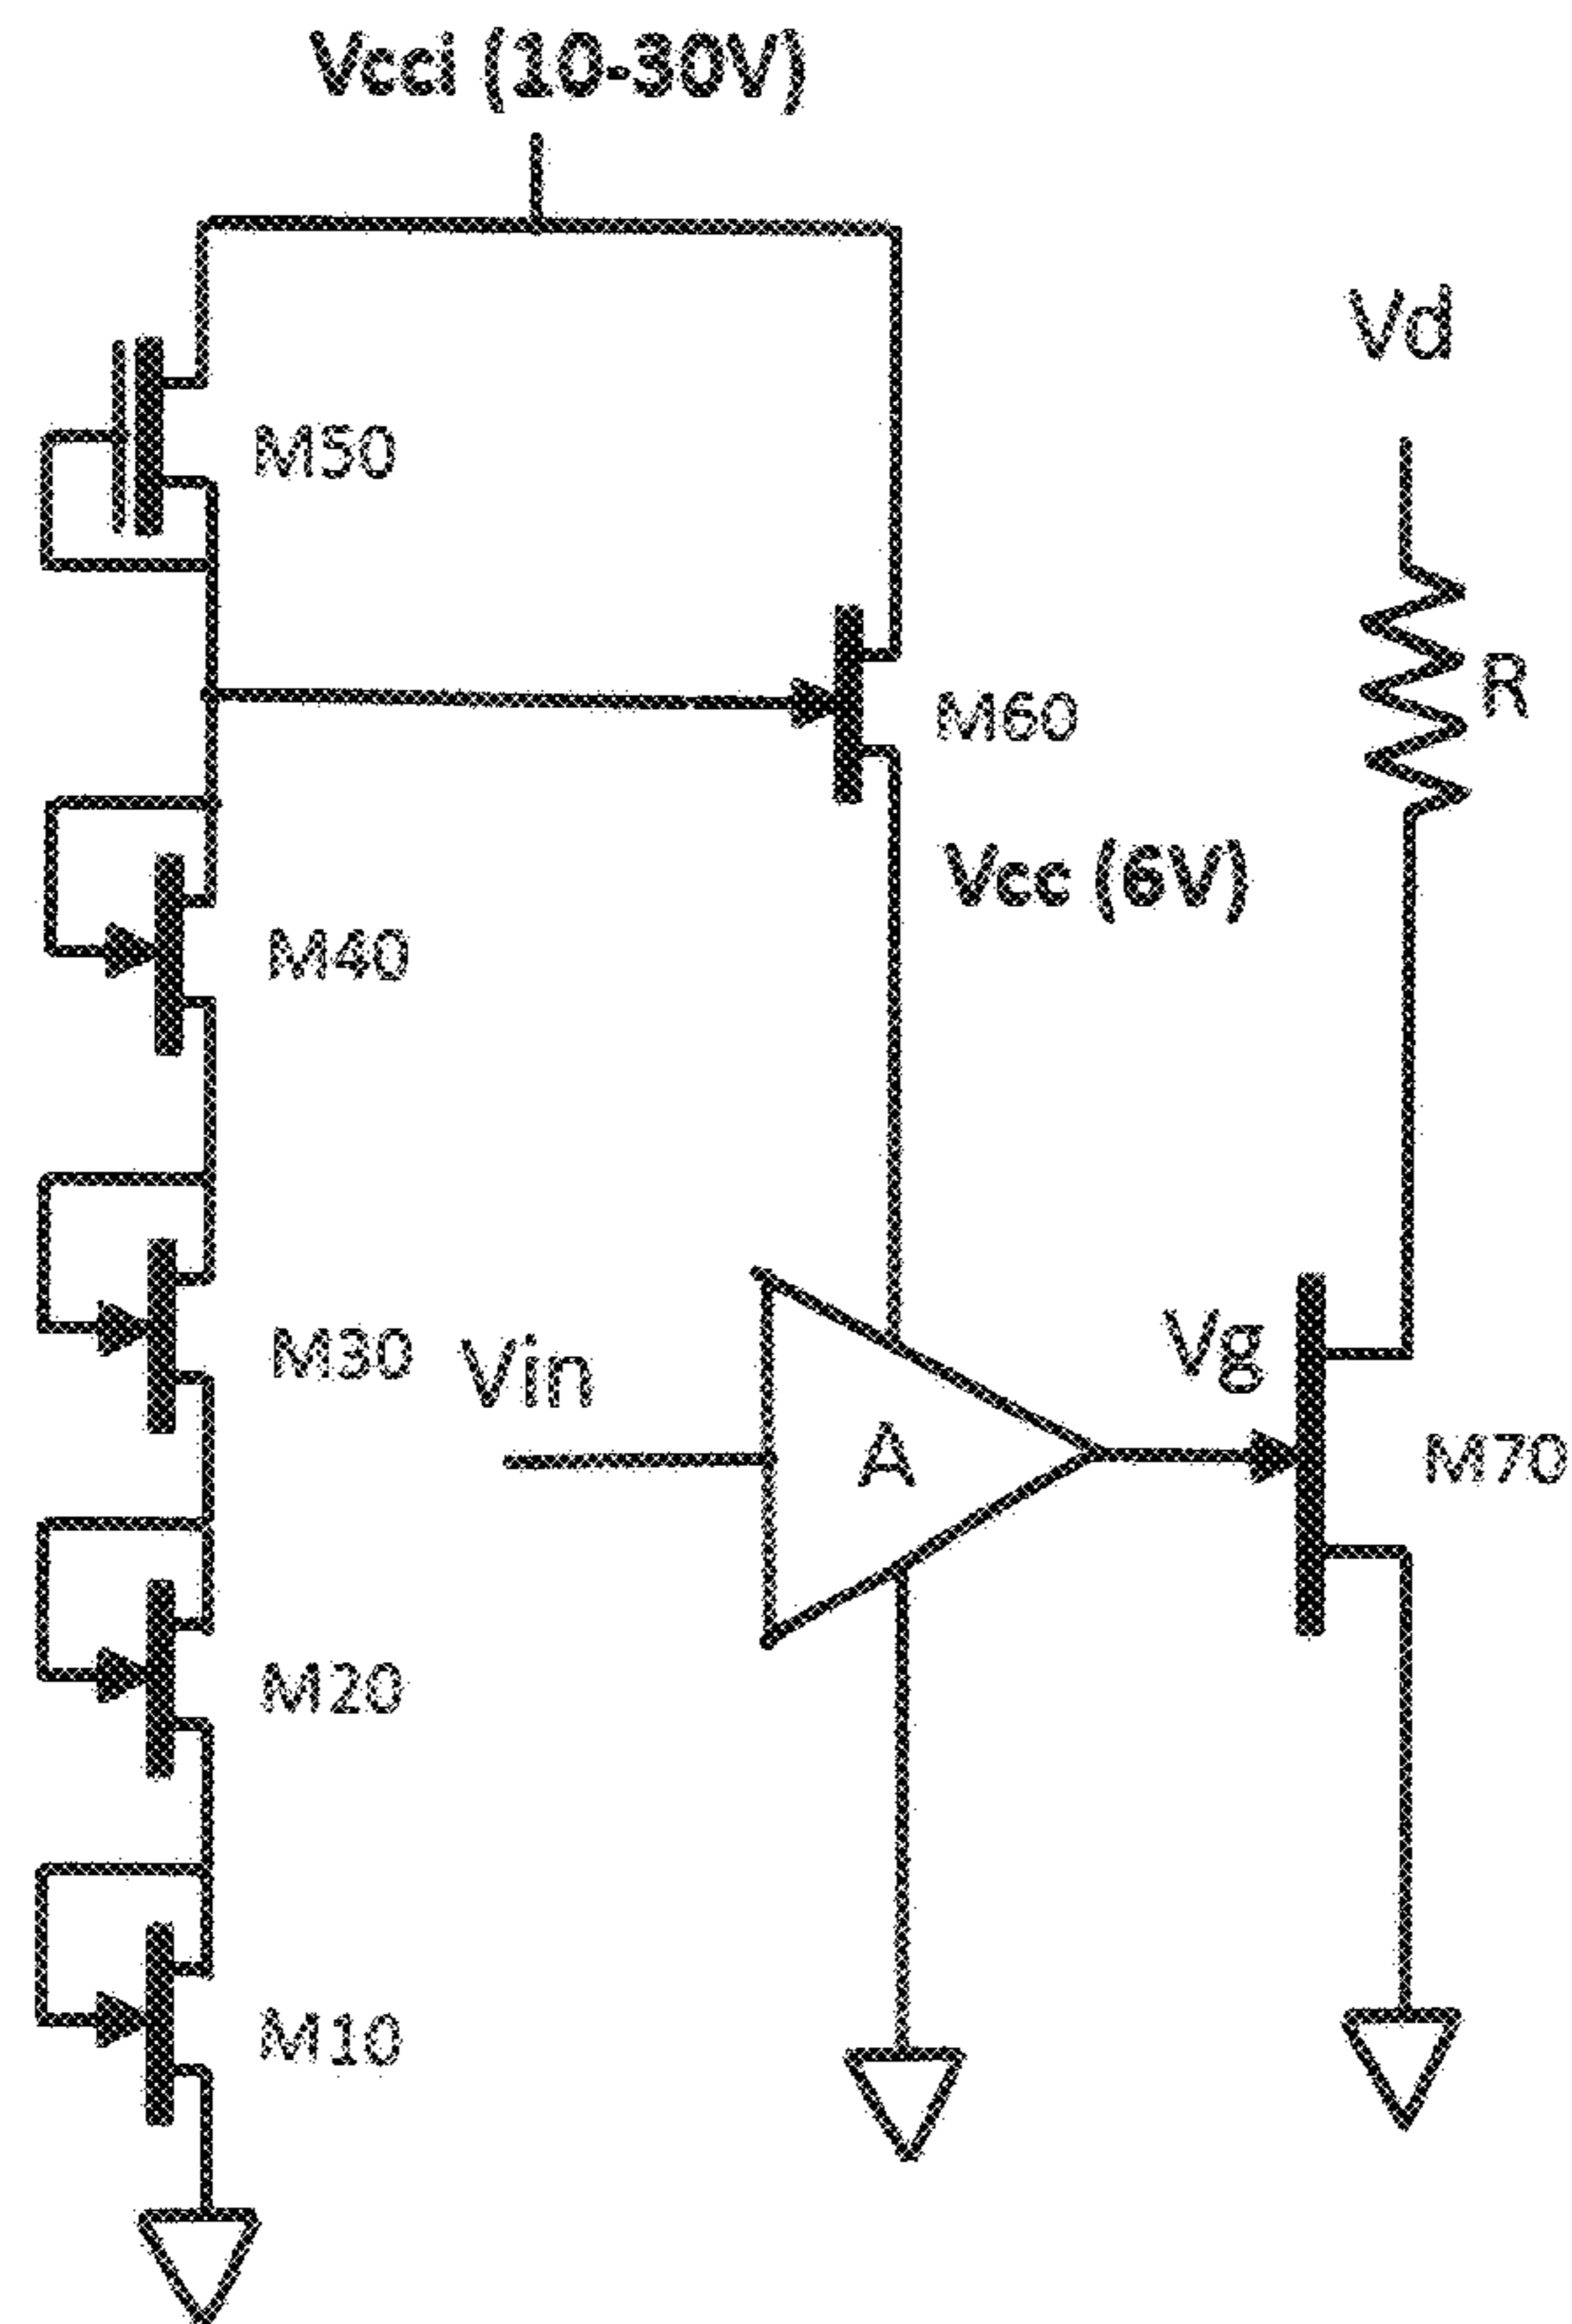 Vcci (10-30V)
Vd
M50
R
M60
Vcc (6V)
M40
Vg
M30
Vin
A
M70
M20
M10